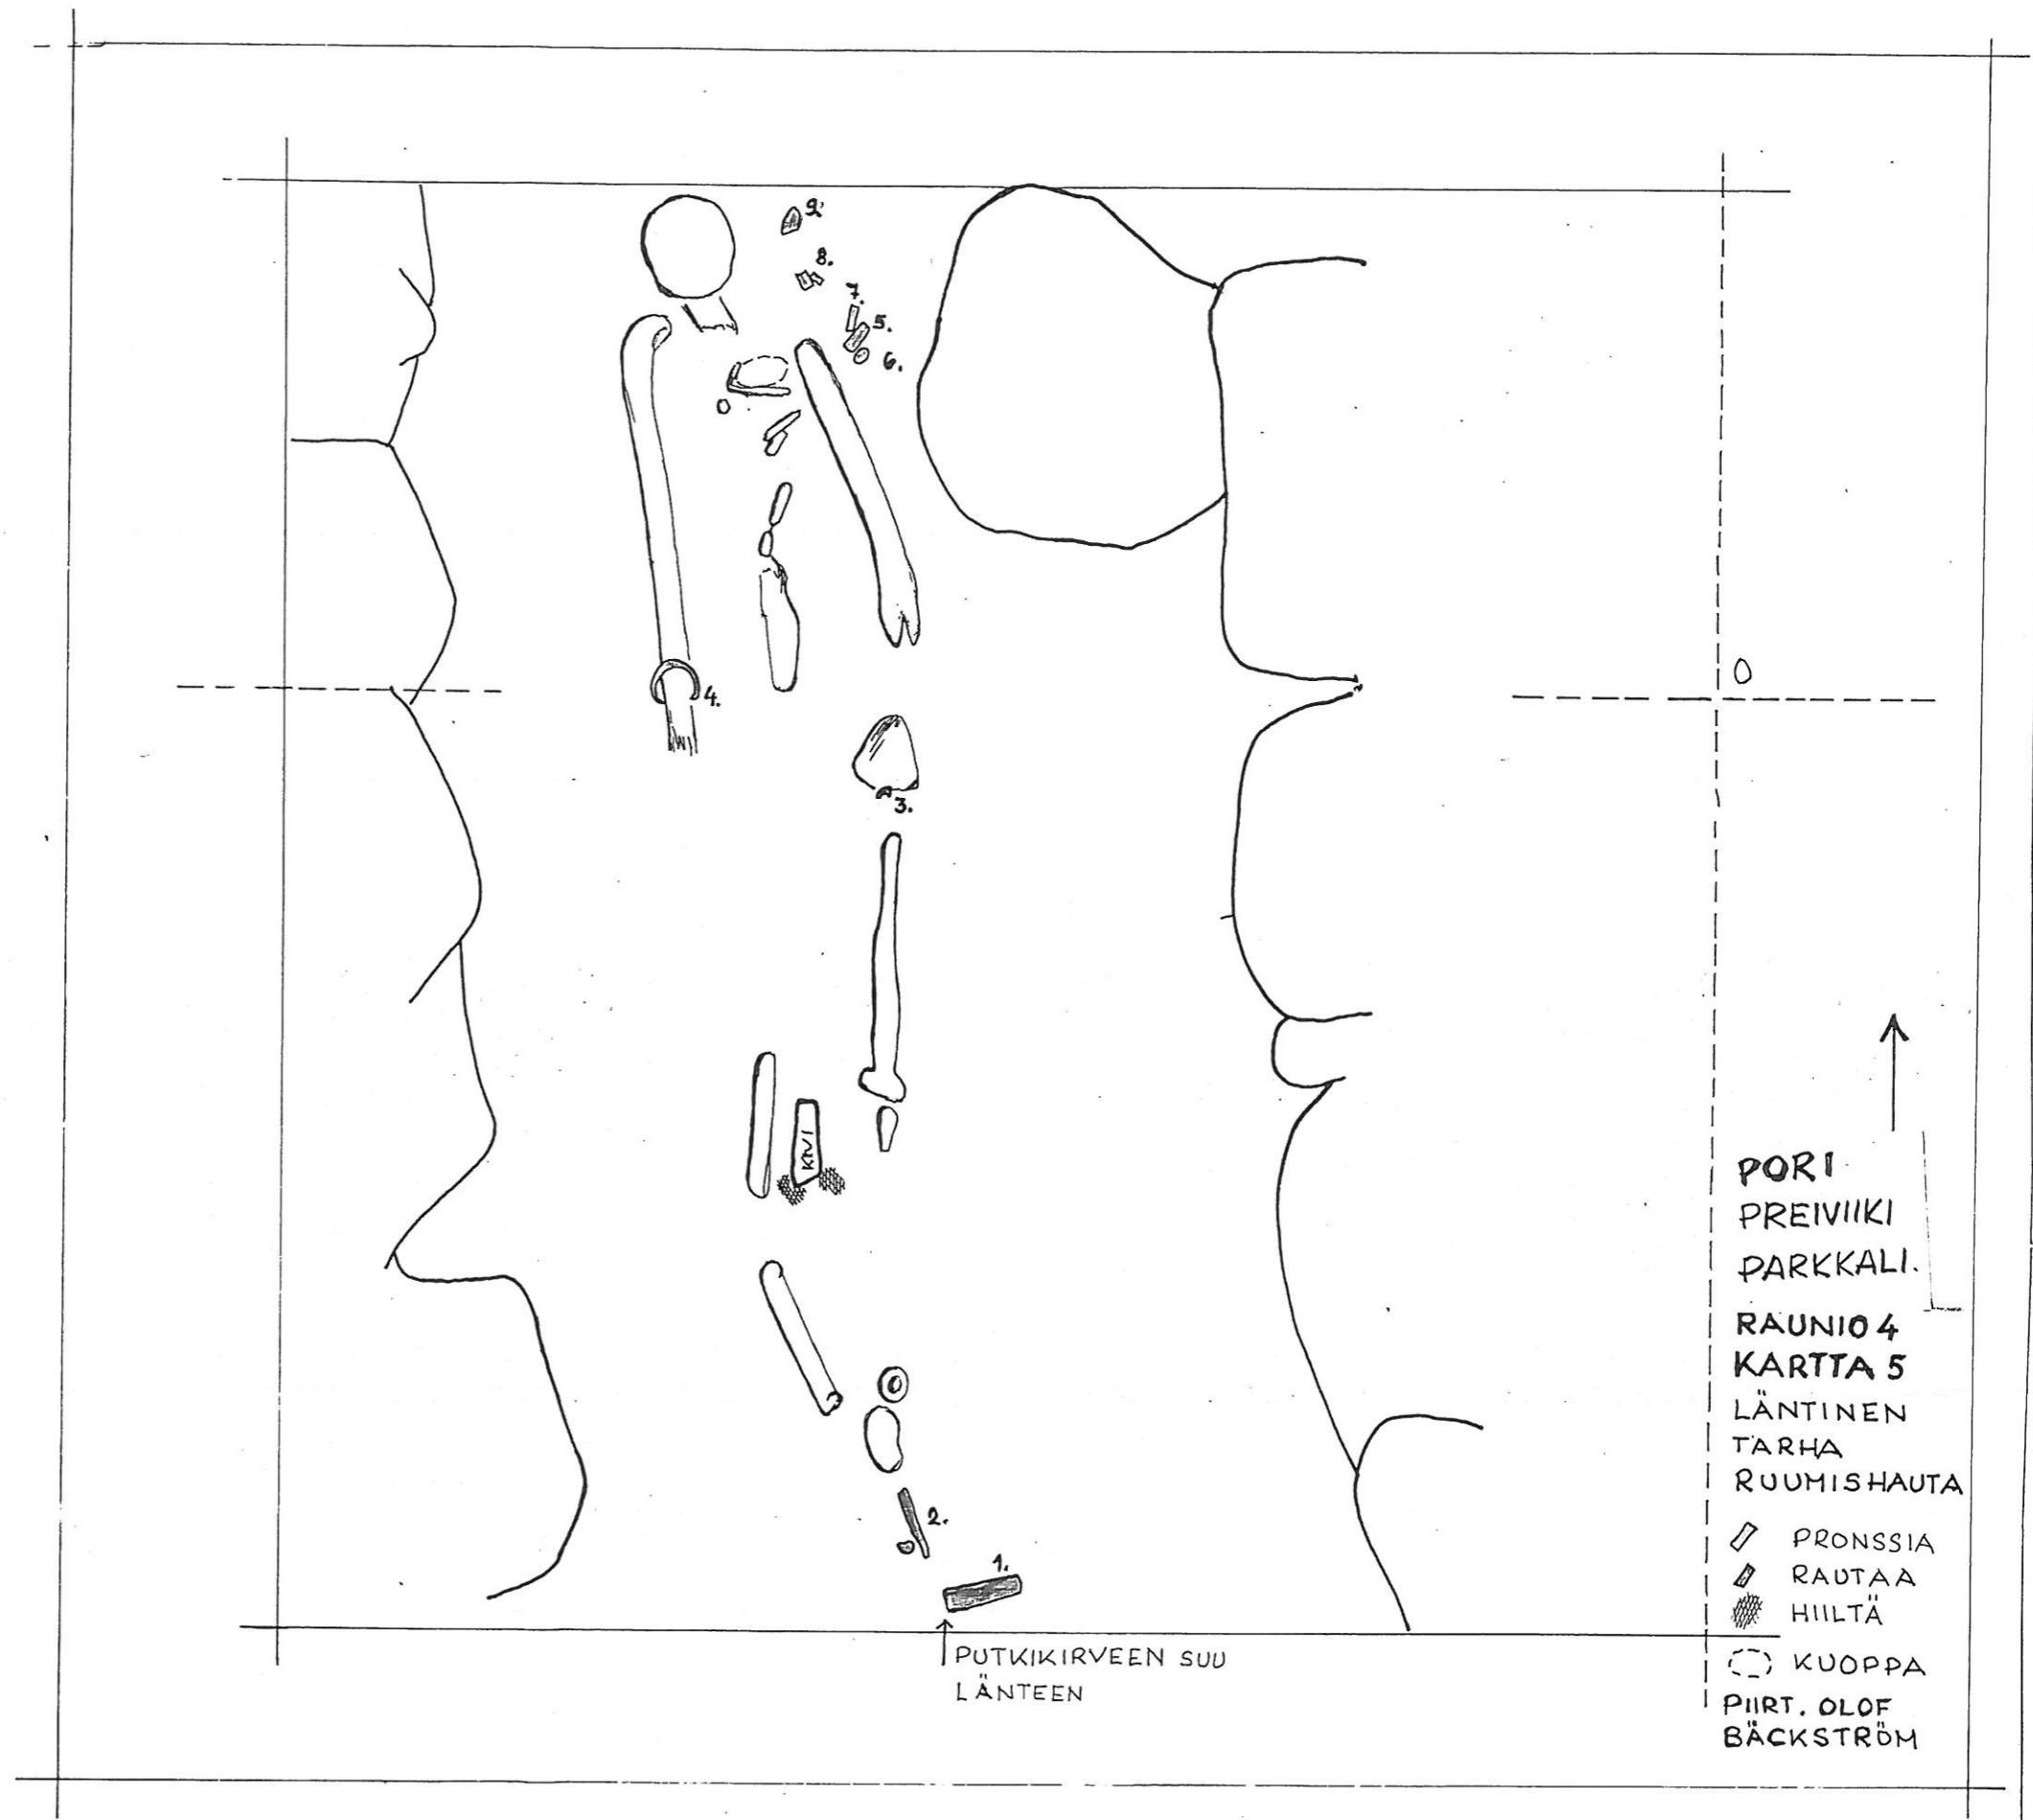 9.
8.
7.
5.
6.
O
4.
3.
KIVI
2.
1.
PUTKIKIRVEEN SUU
LÄNTEEN
PORI
PREIVIIKI
PARKKALI.
RAUNIO 4
KARTTA 5
LÄNTINEN
TARHA
RUUMISHAUTA
PRONSSIA
RAUTAA
HIILTÄ
KUOPPA
PIIRT. OLOF
BÄCKSTRÖM